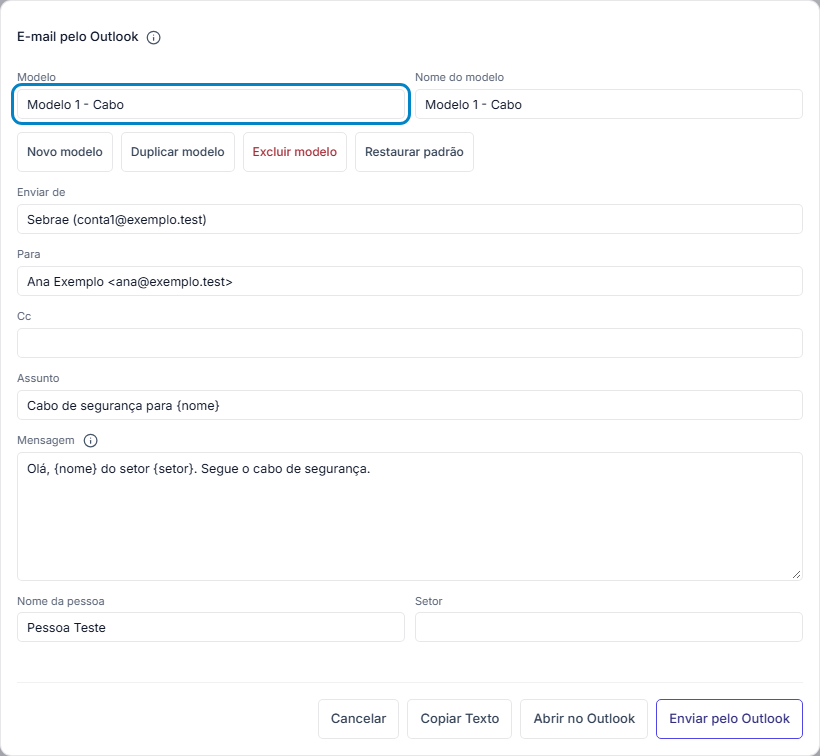 E-mail pelo Outlook
Modelo
Nome do modelo
Modelo 1 - Cabo
Modelo 1 - Cabo
Novo modelo
Duplicar modelo
Excluir modelo
Restaurar padrão
Enviar de
Sebrae (conta1@exemplo.test)
Para
Ana Exemplo <ana@exemplo.test>
Cc
Assunto
Cabo de segurança para {nome}
Mensagem
Olá, {nome} do setor {setor}. Segue o cabo de segurança.
Nome da pessoa
Setor
Pessoa Teste
Cancelar
Copiar Texto
Abrir no Outlook
Enviar pelo Outlook